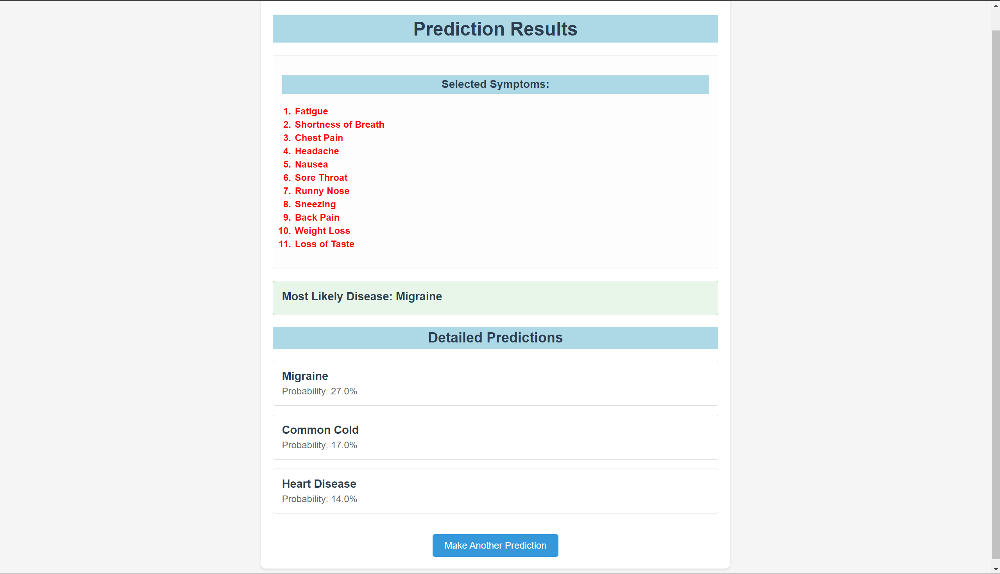 Prediction Results
Selected Symptoms:
1. Fatigue
2. Shortness of Breath
3. Chest Pain
4. Headache
5. Nausea
6. Sore Throat
7. Runny Nose
8. Sneezing
9. Back Pain
10. Weight Loss
11. Loss of Taste
Most Likely Disease: Migraine
Detailed Predictions
Migraine
Probability: 27.0%
Common Cold
Probability: 17.0%
Heart Disease
Probability: 14.0%
Make Another Prediction